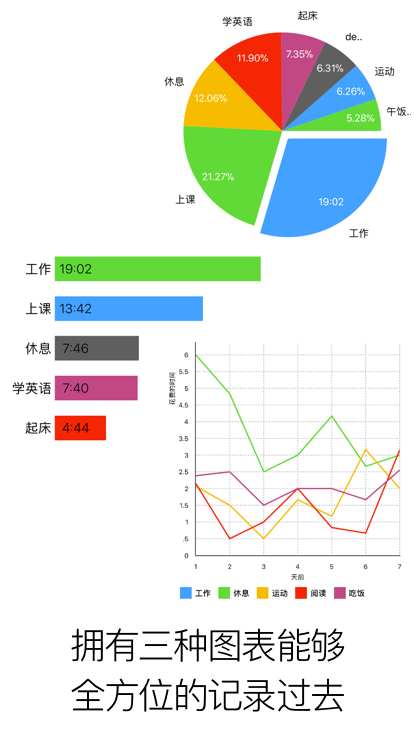 起床
学英语
de..
7.35%
11.90%
6.31%
运动
休息
6.26%
12.06%
午饭..
5.28%
21.27%
上课
19:02
工作
工作 19:02
上课 13:42
休息 7:46
学英语 7:40
起床 4:44
花费的时间
6
5.5
5
4.5
4
3.5
3
2.5
2
1.5
1
.5
0
1 2 3 4 5 6 7
天前
工作 休息 运动 阅读 吃饭
拥有三种图表能够
全方位的记录过去